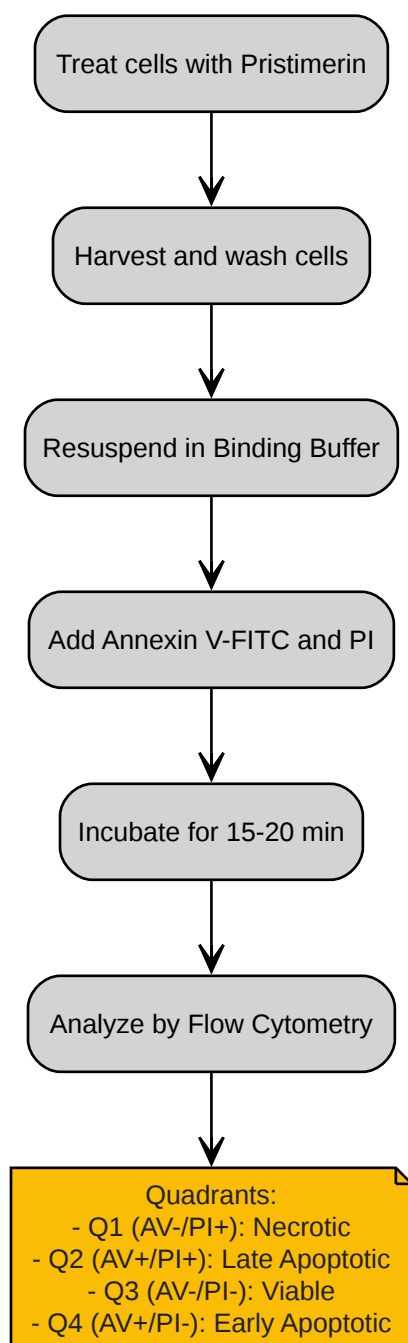 Treat cells with Pristimerin
Harvest and wash cells
Resuspend in Binding Buffer
Add Annexin V-FITC and PI
Incubate for 15-20 min
Analyze by Flow Cytometry
Quadrants:
- Q1 (AV-/PI+): Necrotic
- Q2 (AV+/PI+): Late Apoptotic
- Q3 (AV-/PI-): Viable
- Q4 (AV+/PI-): Early Apoptotic